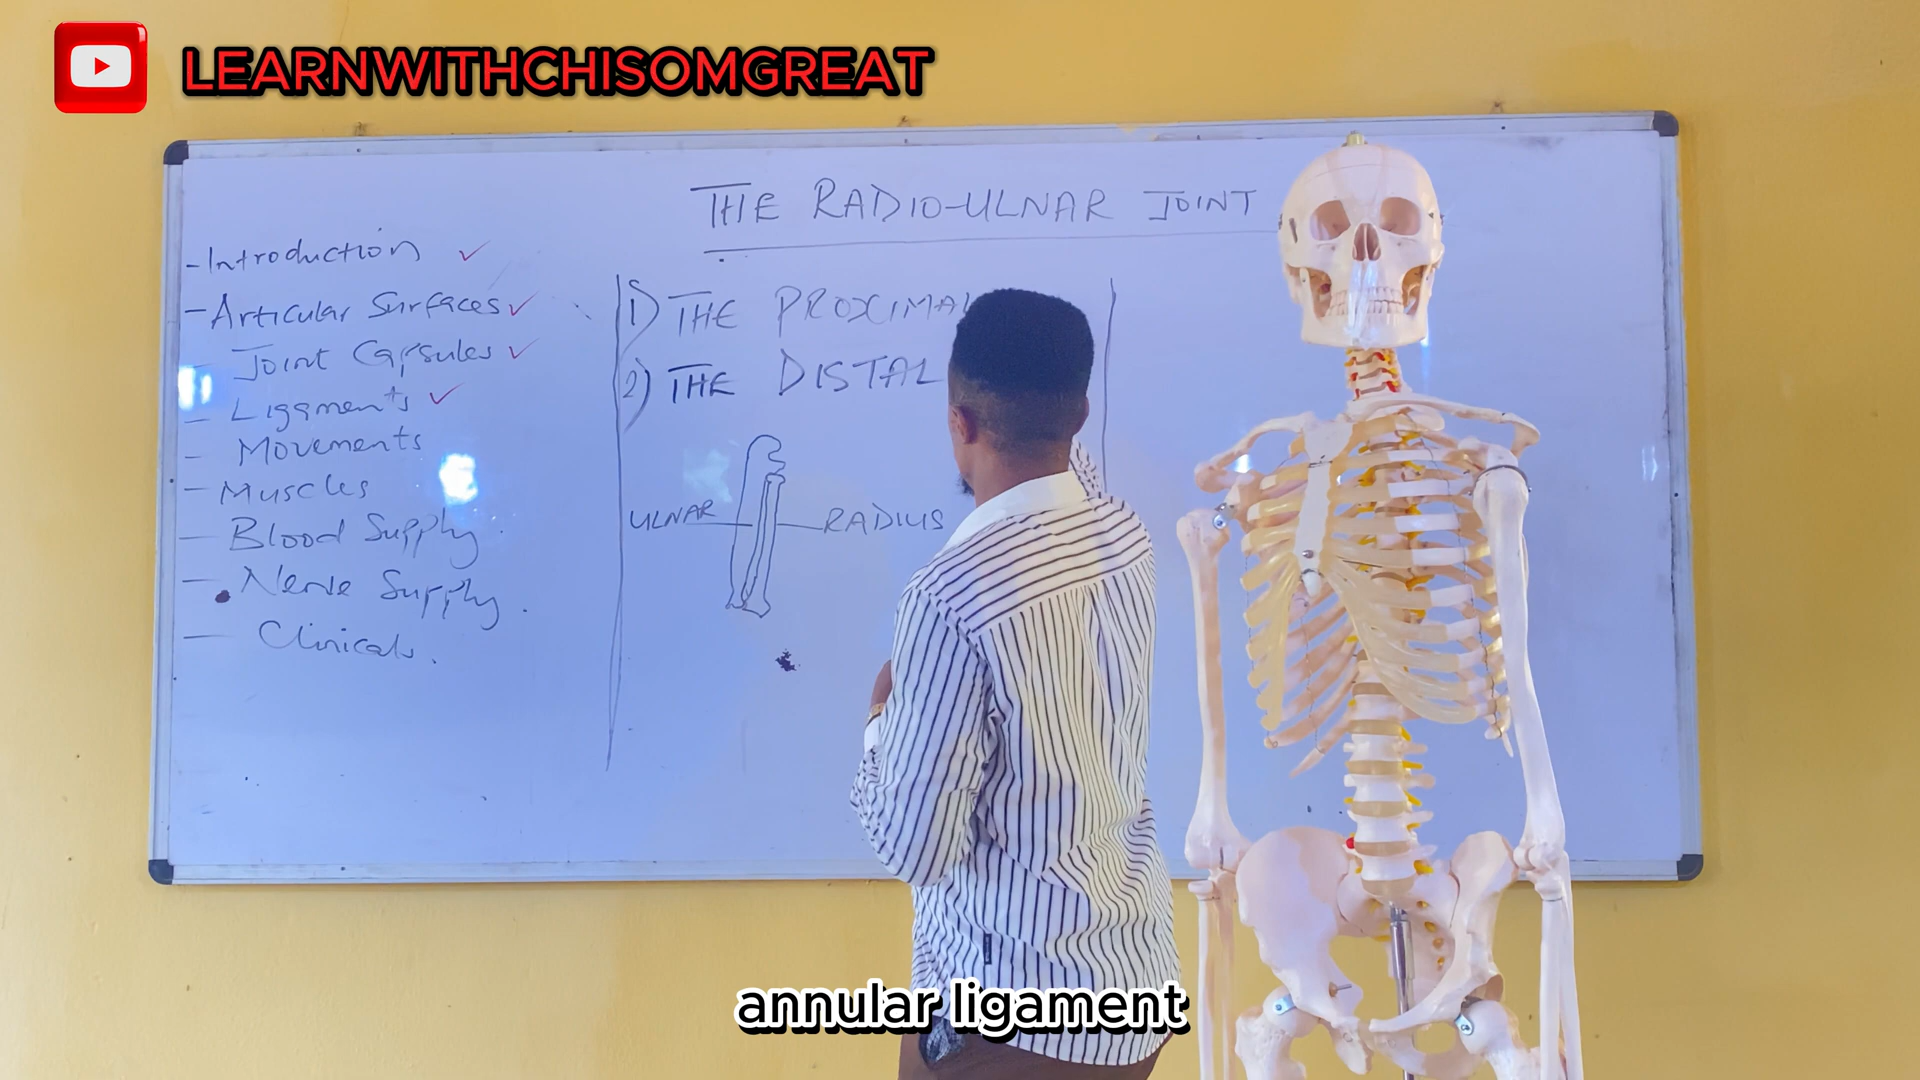 LEARNWITHCHISOMGREAT
THE RADIO-ULNAR JOINT
- Introduction ✓
- Articular Surfaces ✓
- Joint Capsules ✓
- Ligaments ✓
- Movements
- Muscles
- Blood Supply
- Nerve Supply.
- Clinicals.
1) THE PROXIMAL
2) THE DISTAL
ULNAR
RADIUS
annular ligament